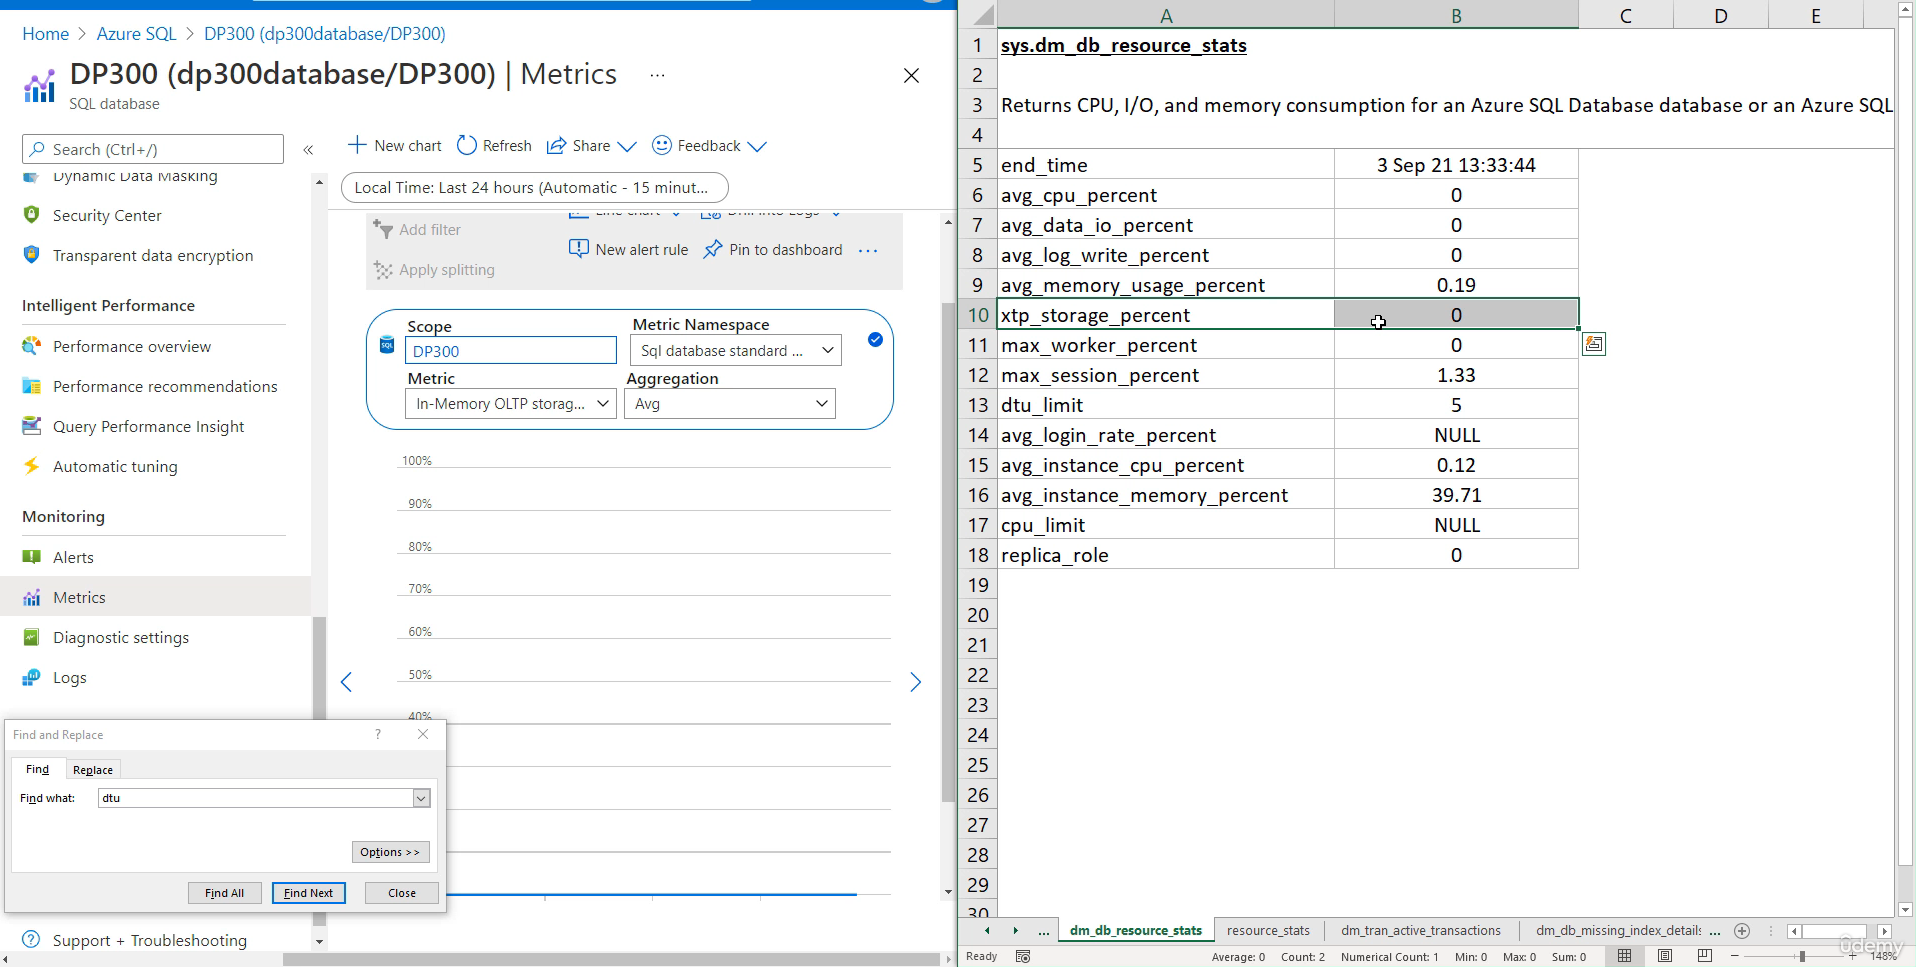 Home > Azure SQL > DP300 (dp300database/DP300)
DP300 (dp300database/DP300) | Metrics ...
SQL database
Search (Ctrl+/)
«
Dynamic Data Masking
Security Center
Transparent data encryption
Intelligent Performance
Performance overview
Performance recommendations
Query Performance Insight
Automatic tuning
Monitoring
Alerts
Metrics
Diagnostic settings
Logs
Support + Troubleshooting
New chart
Refresh
Share
Feedback
Local Time: Last 24 hours (Automatic - 15 minut...
Line chart
Drill into Logs
Add filter
New alert rule
Pin to dashboard
...
Apply splitting
Scope
DP300
Metric Namespace
Sql database standard ...
Metric
In-Memory OLTP storag...
Aggregation
Avg
100%
90%
80%
70%
60%
50%
40%
Find and Replace
?
Find
Replace
Find what:
dtu
Options >>
Find All
Find Next
Close
A B C D E
1 sys.dm_db_resource_stats
2
3 Returns CPU, I/O, and memory consumption for an Azure SQL Database database or an Azure SQL
4
5 end_time 3 Sep 21 13:33:44
6 avg_cpu_percent 0
7 avg_data_io_percent 0
8 avg_log_write_percent 0
9 avg_memory_usage_percent 0.19
10 xtp_storage_percent 0
11 max_worker_percent 0
12 max_session_percent 1.33
13 dtu_limit 5
14 avg_login_rate_percent NULL
15 avg_instance_cpu_percent 0.12
16 avg_instance_memory_percent 39.71
17 cpu_limit NULL
18 replica_role 0
19
20
21
22
23
24
25
26
27
28
29
30
... dm_db_resource_stats resource_stats dm_tran_active_transactions dm_db_missing_index_details ...
Ready
Average: 0 Count: 2 Numerical Count: 1 Min: 0 Max: 0 Sum: 0
148%
ûdemy